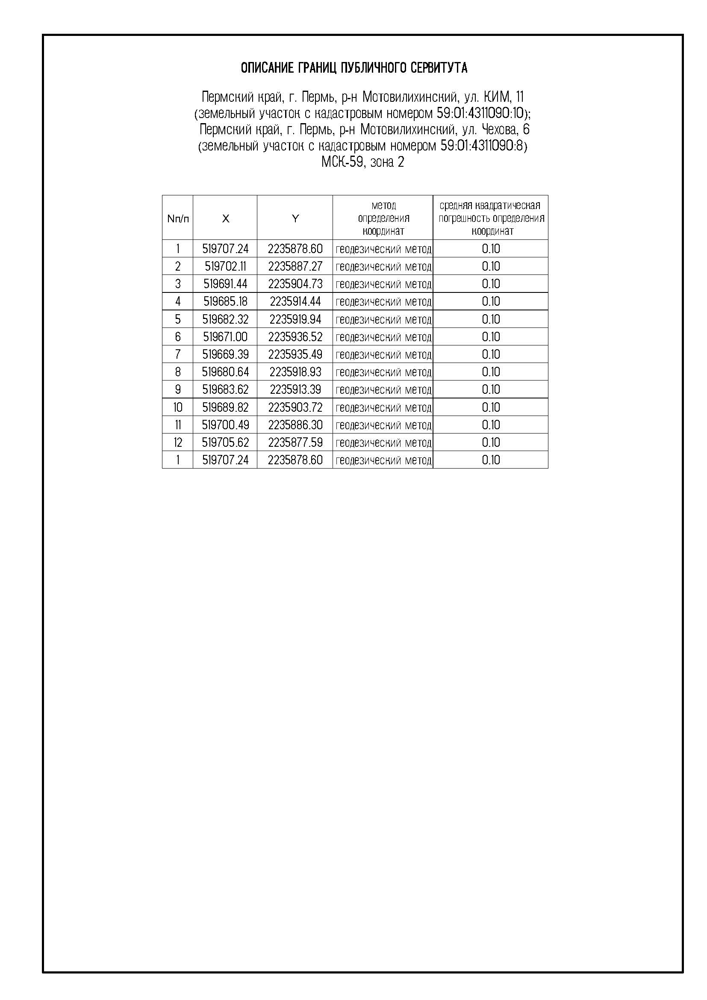 ОПИСАНИЕ ГРАНИЦ ПУБЛИЧНОГО СЕРВИТУТА
Пермский край, г. Пермь, р-н Мотовилихинский, ул. КИМ, 11
(земельный участок с кадастровым номером 59:01:4311090:10);
Пермский край, г. Пермь, р-н Мотовилихинский, ул. Чехова, 6
(земельный участок с кадастровым номером 59:01:4311090:8)
МСК-59, зона 2
Nп/п X Y метод определения координат средняя квадратическая погрешность определения координат
1 519707.24 2235878.60 геодезический метод 0.10
2 519702.11 2235887.27 геодезический метод 0.10
3 519691.44 2235904.73 геодезический метод 0.10
4 519685.18 2235914.44 геодезический метод 0.10
5 519682.32 2235919.94 геодезический метод 0.10
6 519671.00 2235936.52 геодезический метод 0.10
7 519669.39 2235935.49 геодезический метод 0.10
8 519680.64 2235918.93 геодезический метод 0.10
9 519683.62 2235913.39 геодезический метод 0.10
10 519689.82 2235903.72 геодезический метод 0.10
11 519700.49 2235886.30 геодезический метод 0.10
12 519705.62 2235877.59 геодезический метод 0.10
1 519707.24 2235878.60 геодезический метод 0.10